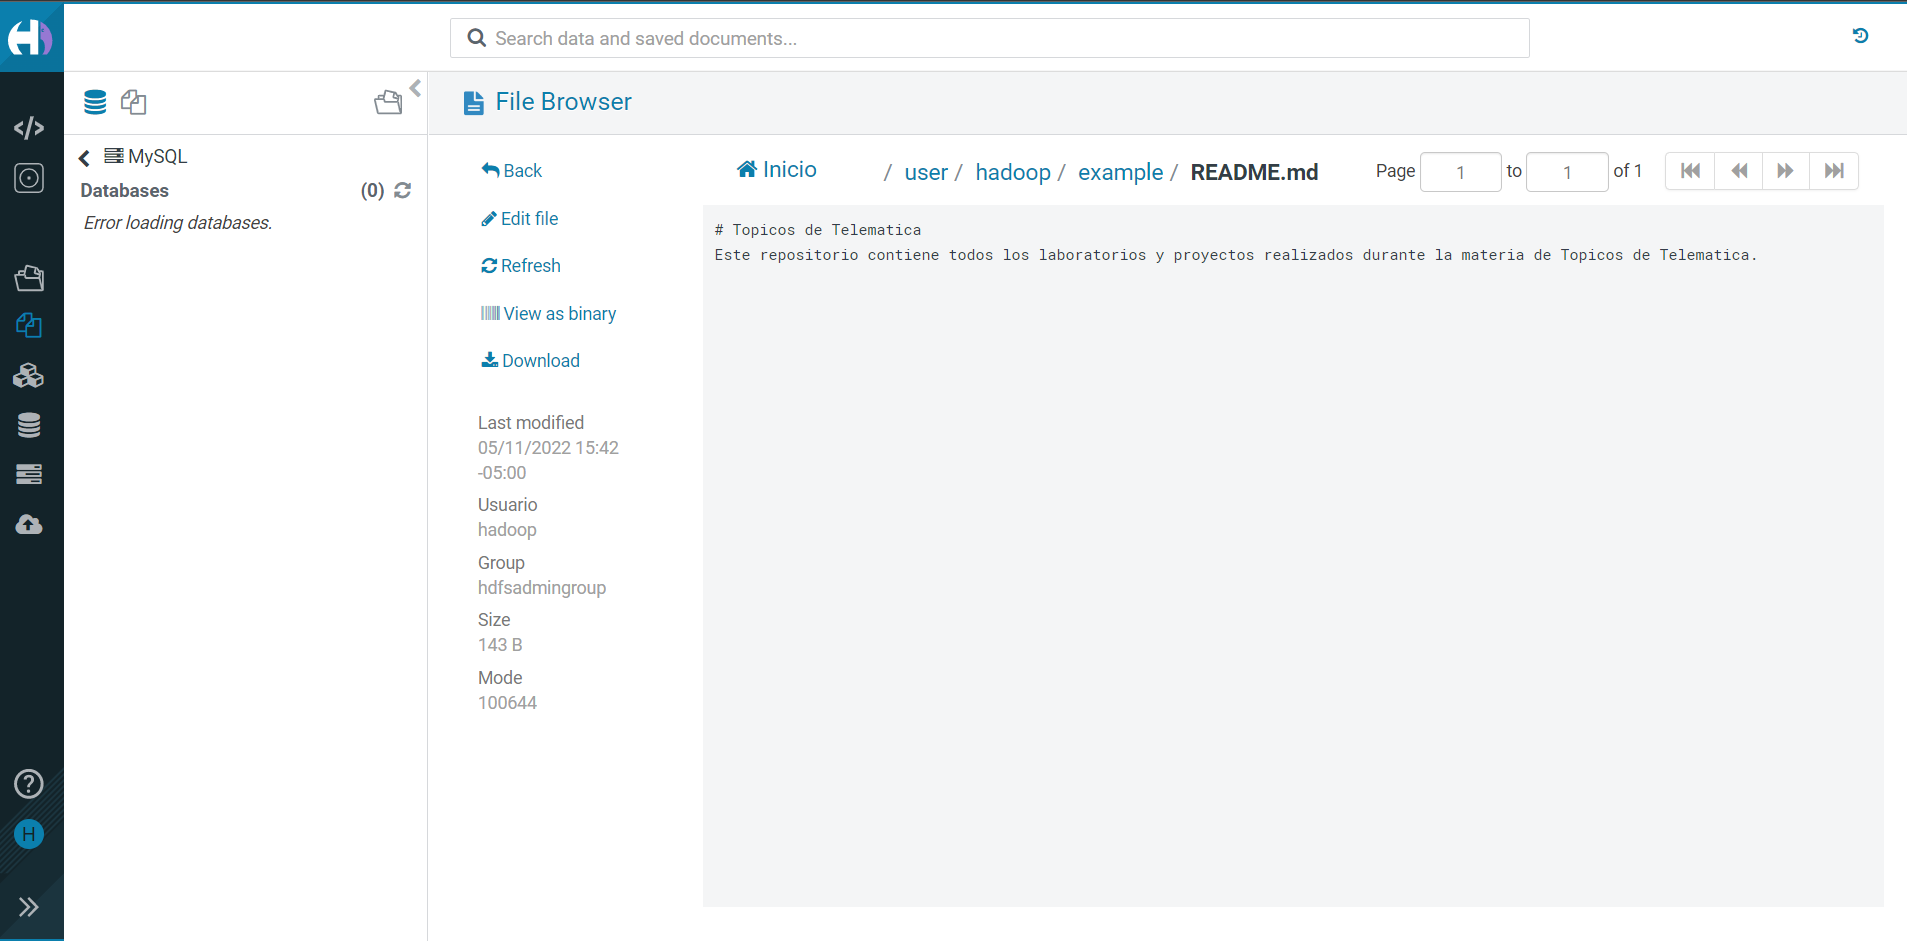 Search data and saved documents...
File Browser
MySQL
Databases (0)
Error loading databases.
Back
Edit file
Refresh
View as binary
Download
Last modified
05/11/2022 15:42
-05:00
Usuario
hadoop
Group
hdfsadmingroup
Size
143 B
Mode
100644
Inicio / user / hadoop / example / README.md
Page 1 to 1 of 1
# Topicos de Telematica
Este repositorio contiene todos los laboratorios y proyectos realizados durante la materia de Topicos de Telematica.
H